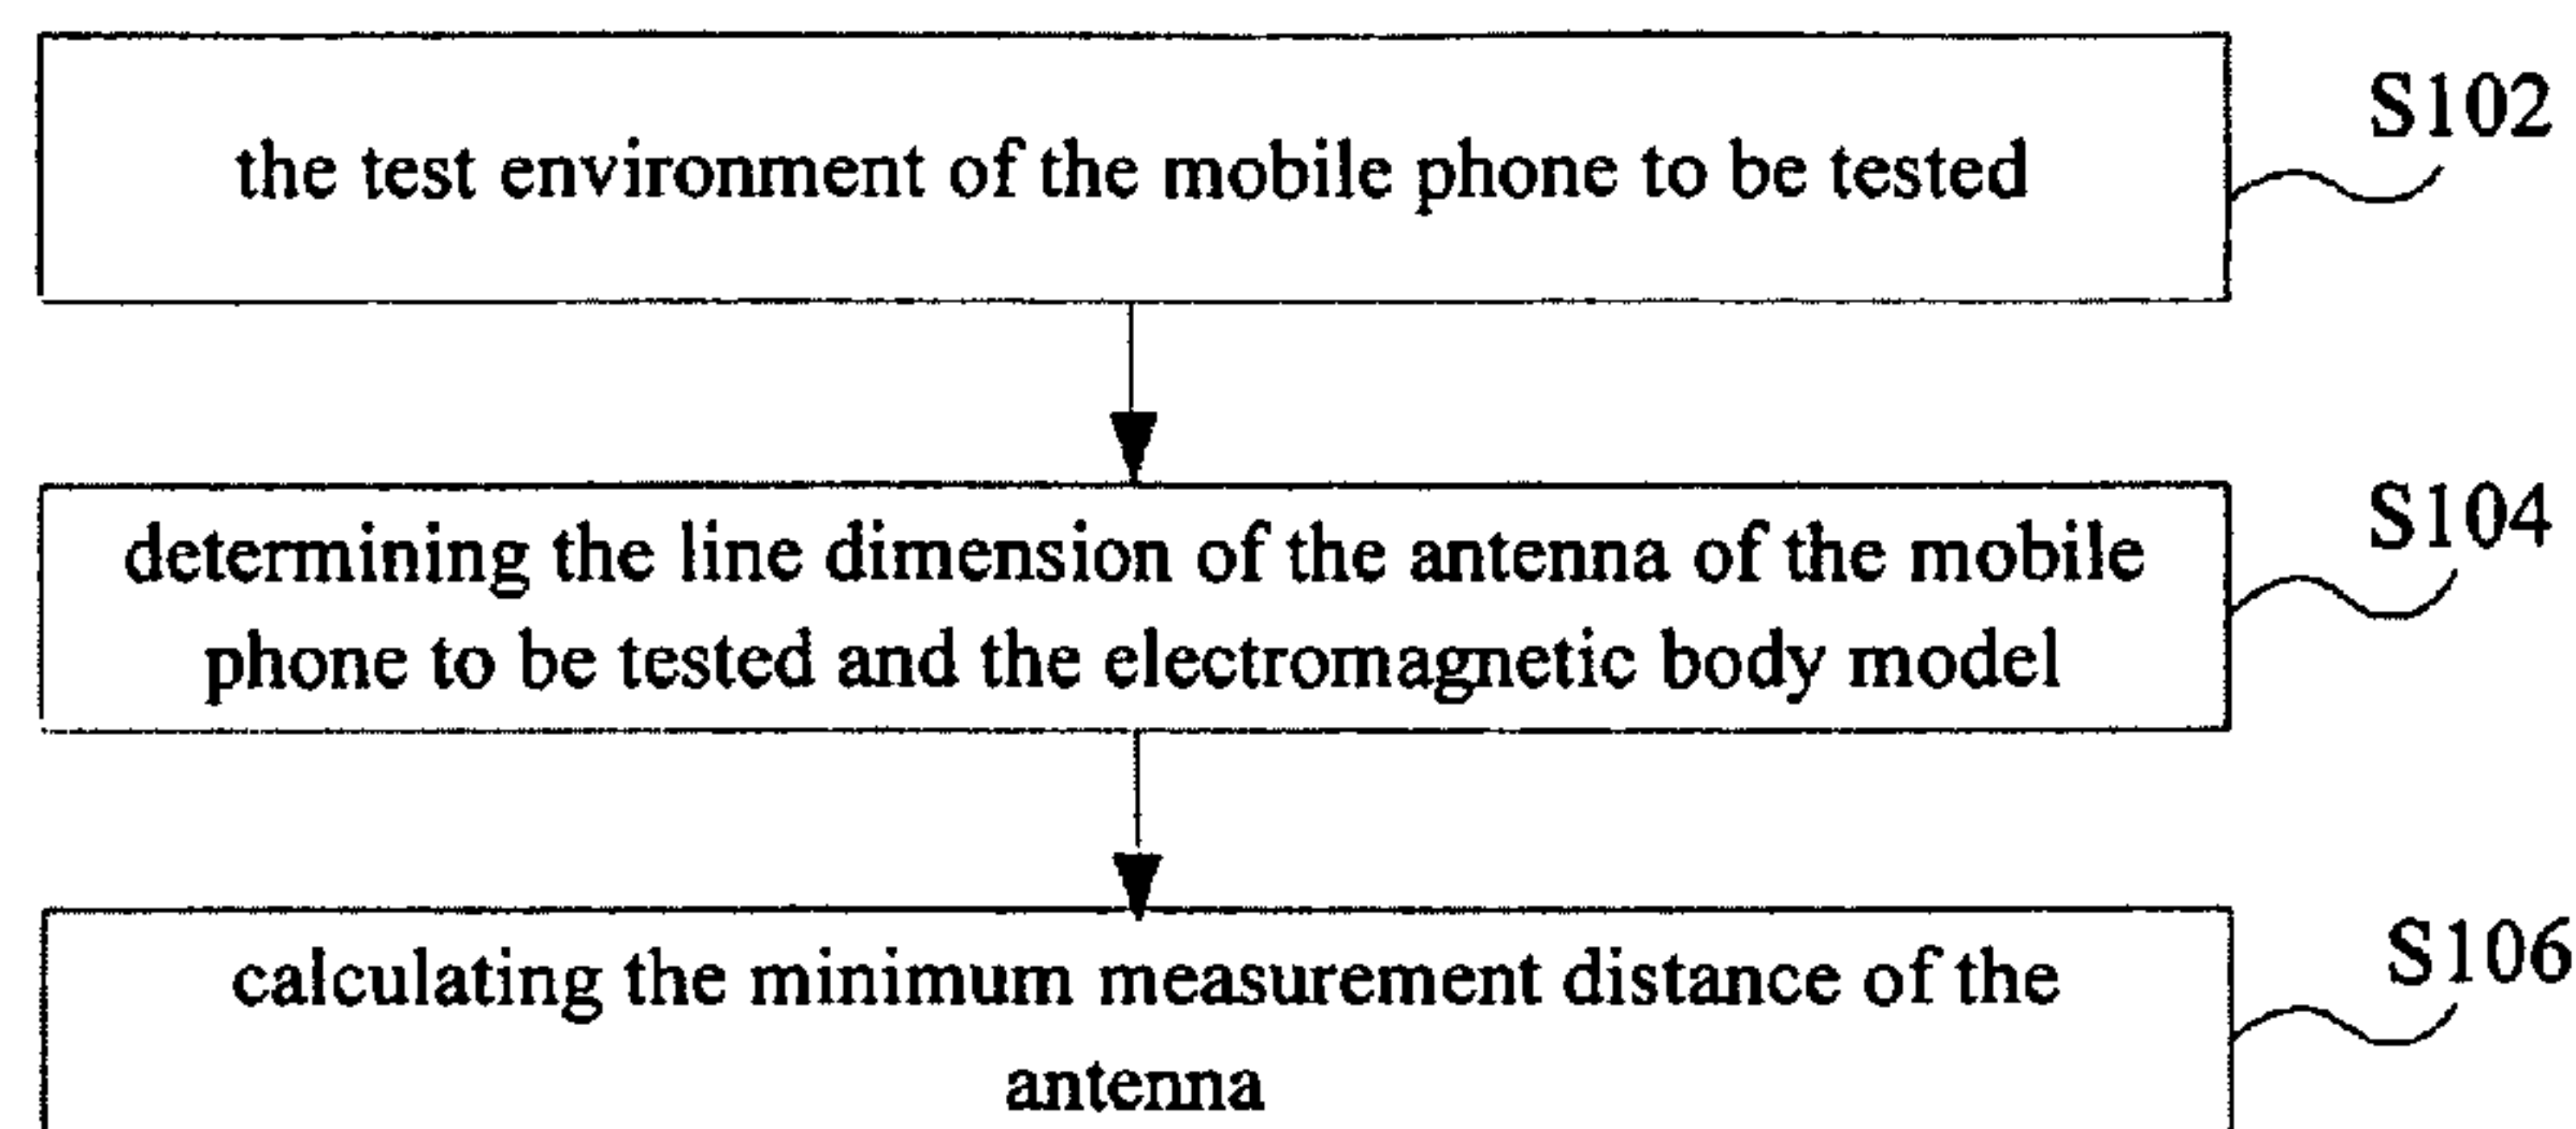 the test environment of the mobile phone to be tested
S102
determining the line dimension of the antenna of the mobile
phone to be tested and the electromagnetic body model
S104
calculating the minimum measurement distance of the
antenna
S106